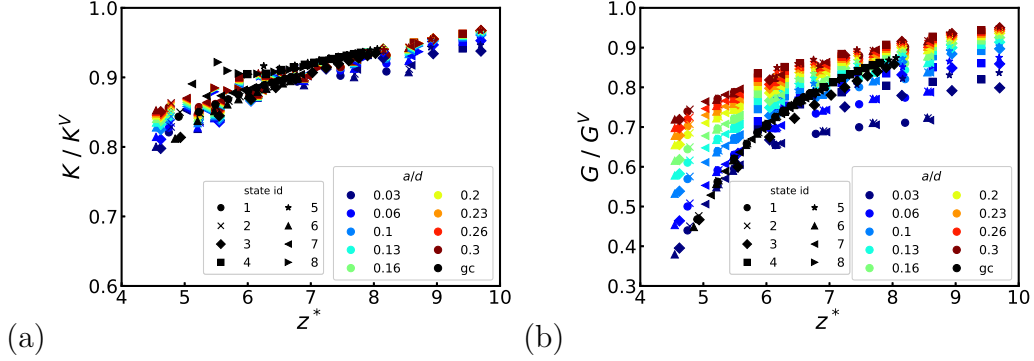 1.0
0.9
0.8
0.7
0.6
K / K^V
4 5 6 7 8 9 10
z*
state id
1 5
2 6
3 7
4 8
a/d
0.03 0.2
0.06 0.23
0.1 0.26
0.13 0.3
0.16 gc
(a)
1.0
0.9
0.8
0.7
0.6
0.5
0.4
0.3
G / G^V
4 5 6 7 8 9 10
z*
state id
1 5
2 6
3 7
4 8
a/d
0.03 0.2
0.06 0.23
0.1 0.26
0.13 0.3
0.16 gc
(b)